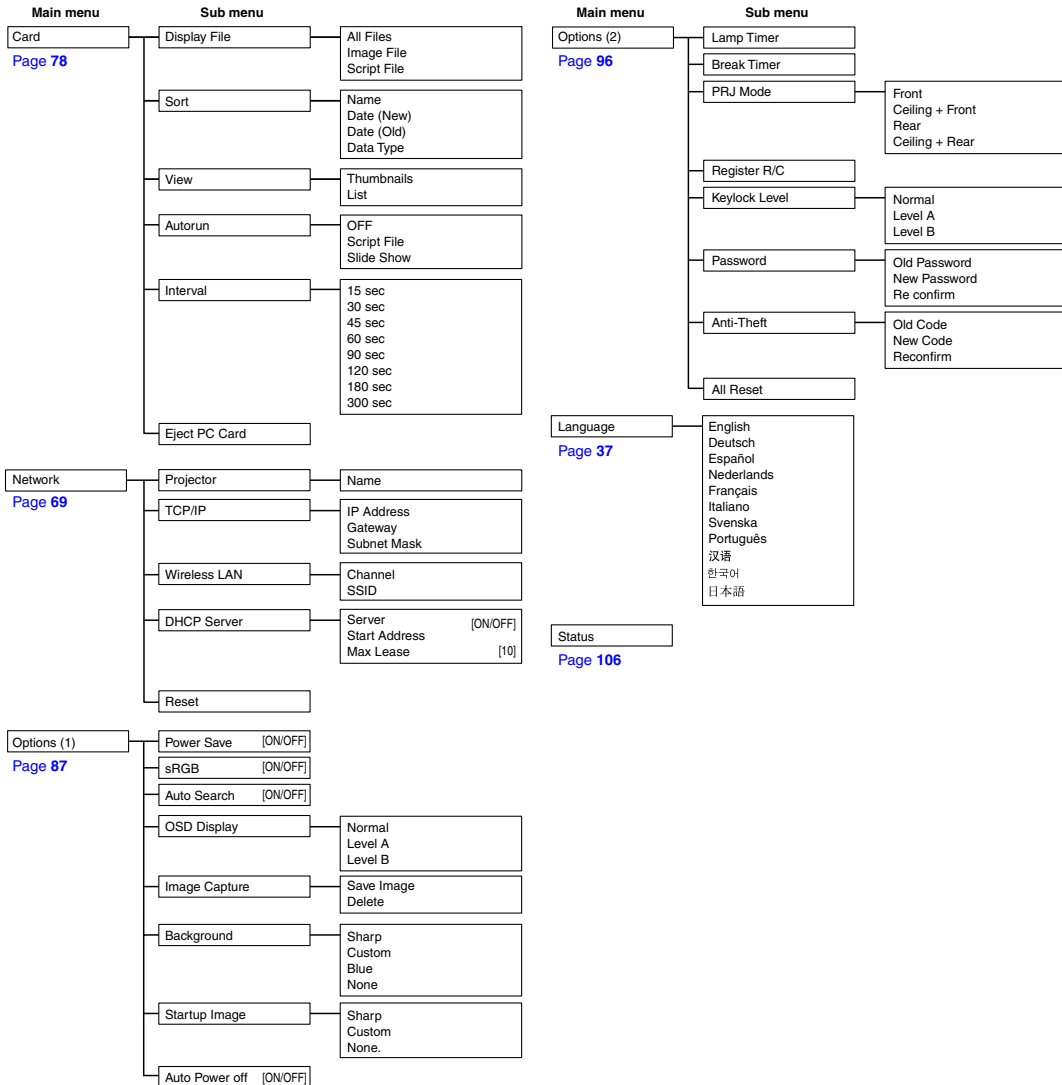 Main menu
Sub menu
Card
Page 78
Display File
All Files
Image File
Script File
Sort
Name
Date (New)
Date (Old)
Data Type
View
Thumbnails
List
Autorun
OFF
Script File
Slide Show
Interval
15 sec
30 sec
45 sec
60 sec
90 sec
120 sec
180 sec
300 sec
Eject PC Card
Network
Page 69
Projector
Name
TCP/IP
IP Address
Gateway
Subnet Mask
Wireless LAN
Channel
SSID
DHCP Server
Server [ON/OFF]
Start Address
Max Lease [10]
Reset
Options (1)
Page 87
Power Save [ON/OFF]
sRGB [ON/OFF]
Auto Search [ON/OFF]
OSD Display
Normal
Level A
Level B
Image Capture
Save Image
Delete
Background
Sharp
Custom
Blue
None
Startup Image
Sharp
Custom
None.
Auto Power off [ON/OFF]
Main menu
Sub menu
Options (2)
Page 96
Lamp Timer
Break Timer
PRJ Mode
Front
Ceiling + Front
Rear
Ceiling + Rear
Register R/C
Keylock Level
Normal
Level A
Level B
Password
Old Password
New Password
Re confirm
Anti-Theft
Old Code
New Code
Reconfirm
All Reset
Language
Page 37
English
Deutsch
Español
Nederlands
Français
Italiano
Svenska
Português
汉语
한국어
日本語
Status
Page 106